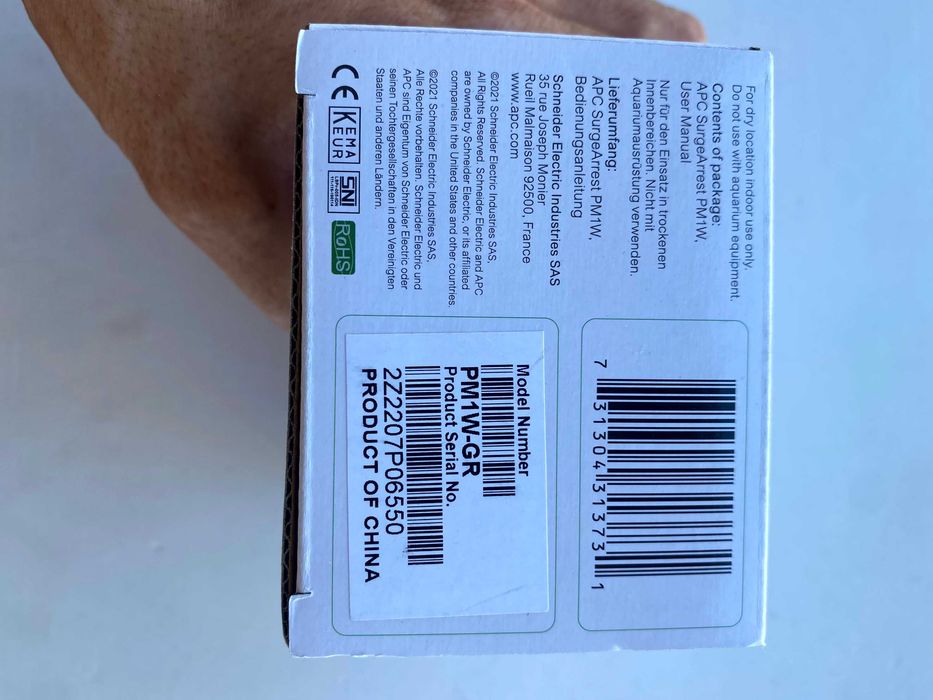 For dry location indoor use only.
Do not use with aquarium equipment.
Contents of package:
APC SurgeArrest PM1W,
User Manual
Nur für den Einsatz in trockenen
Innenbereichen. Nicht mit
Aquariumausrüstung verwenden.
Lieferumfang:
APC SurgeArrest PM1W,
Bedienungsanleitung
Schneider Electric Industries SAS
35 rue Joseph Monier,
Rueil Malmaison 92500, France
www.apc.com
©2021 Schneider Electric Industries SAS,
All Rights Reserved. Schneider Electric and APC
are owned by Schneider Electric, or its affiliated
companies in the United States and other countries.
©2021 Schneider Electric Industries SAS,
Alle Rechte vorbehalten. Schneider Electric und
APC sind Eigentum von Schneider Electric oder
seinen Tochtergesellschaften in den Vereinigten
Staaten und anderen Ländern.
CE
KEMA
KEUR
SNI
RoHS
7 31304 31373 1
Model Number
PM1W-GR
Product Serial No.
2Z2207P06550
PRODUCT OF CHINA